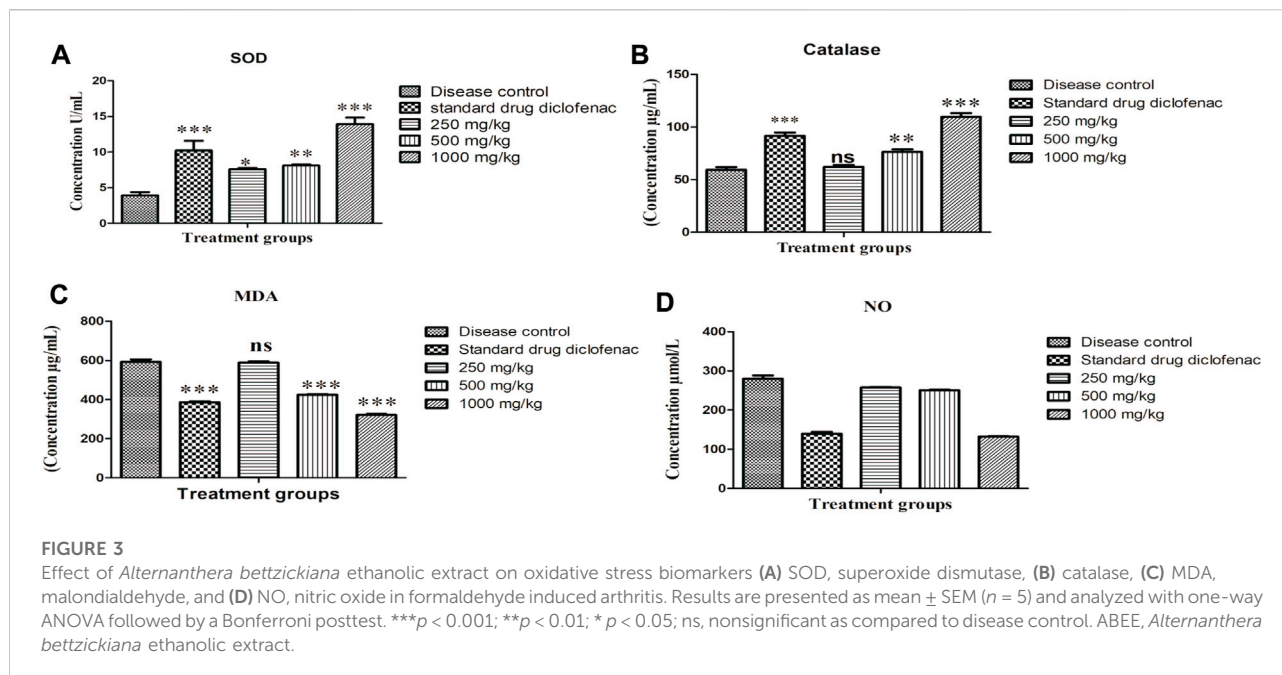 A
SOD
Concentration U/mL
20
15
10
5
0
***
*
**
***
Treatment groups
Disease control
standard drug diclofenac
250 mg/kg
500 mg/kg
1000 mg/kg
B
Catalase
(Concentration µg/mL)
150
100
50
0
***
ns
**
***
Treatment groups
Disease control
Standard drug diclofenac
250 mg/kg
500 mg/kg
1000 mg/kg
C
MDA
(Concentration µg/mL)
800
600
400
200
0
***
ns
***
***
Treatment groups
Disease control
Standard drug diclofenac
250 mg/kg
500 mg/kg
1000 mg/kg
D
NO
Concentration µmol/L
400
300
200
100
0
Treatment groups
Disease control
Standard drug diclofenac
250 mg/kg
500 mg/kg
1000 mg/kg
FIGURE 3
Effect of Alternanthera bettzickiana ethanolic extract on oxidative stress biomarkers (A) SOD, superoxide dismutase, (B) catalase, (C) MDA,
malondialdehyde, and (D) NO, nitric oxide in formaldehyde induced arthritis. Results are presented as mean ± SEM (n = 5) and analyzed with one-way
ANOVA followed by a Bonferroni posttest. ***p < 0.001; **p < 0.01; * p < 0.05; ns, nonsignificant as compared to disease control. ABEE, Alternanthera
bettzickiana ethanolic extract.